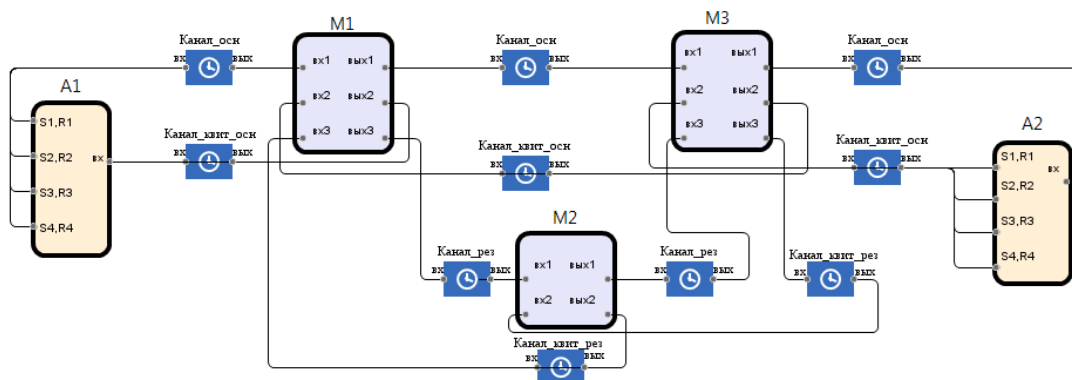 M1
M3
Канал_осн
Канал_осн
Канал_осн
вх
вых
вх1
вых1
вх
вых
вх1
вых1
вх
вых
A1
вх2
вых2
вх2
вых2
S1,R1
Канал_квит_осн
вх3
вых3
Канал_квит_осн
вх3
вых3
Канал_квит_осн
A2
вх
вх
вых
вх
вых
вх
вых
S1,R1
вх
S2,R2
S2,R2
S3,R3
S3,R3
S4,R4
M2
S4,R4
Канал_рез
Канал_рез
Канал_квит_рез
вх
вых
вх1
вых1
вх
вых
вх
вых
вх2
вых2
Канал_квит_рез
вх
вых